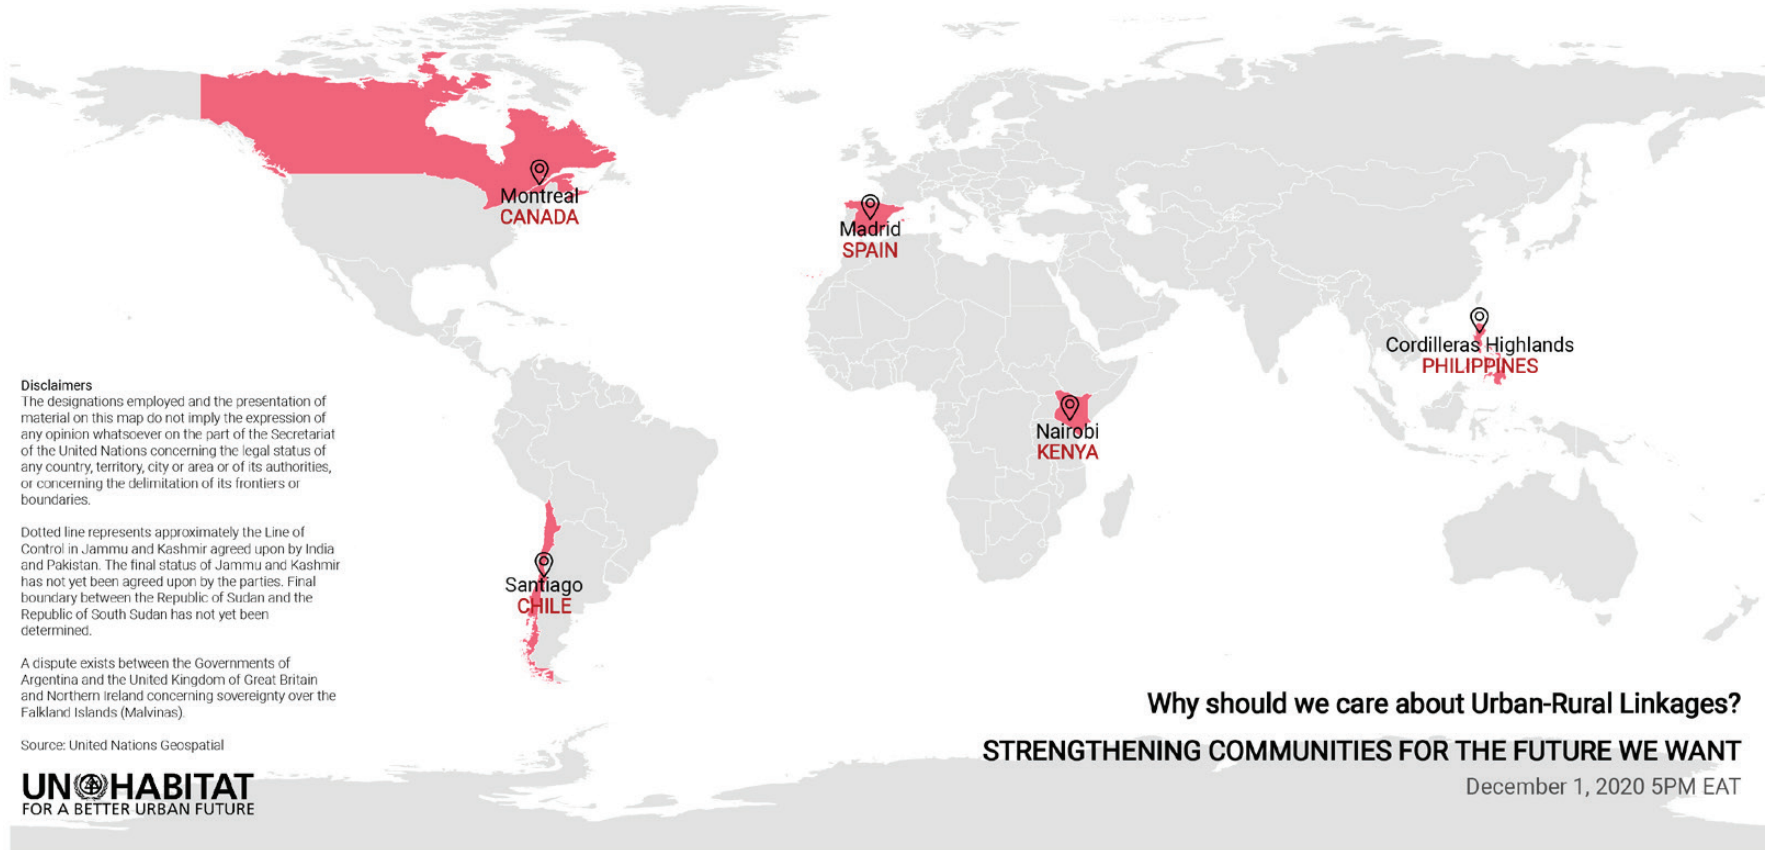 Montreal
CANADA
Madrid
SPAIN
Cordilleras Highlands
PHILIPPINES
Nairobi
KENYA
Santiago
CHILE
Disclaimers
The designations employed and the presentation of
material on this map do not imply the expression of
any opinion whatsoever on the part of the Secretariat
of the United Nations concerning the legal status of
any country, territory, city or area or of its authorities,
or concerning the delimitation of its frontiers or
boundaries.
Dotted line represents approximately the Line of
Control in Jammu and Kashmir agreed upon by India
and Pakistan. The final status of Jammu and Kashmir
has not yet been agreed upon by the parties. Final
boundary between the Republic of Sudan and the
Republic of South Sudan has not yet been
determined.
A dispute exists between the Governments of
Argentina and the United Kingdom of Great Britain
and Northern Ireland concerning sovereignty over the
Falkland Islands (Malvinas).
Source: United Nations Geospatial
UN HABITAT
FOR A BETTER URBAN FUTURE
Why should we care about Urban-Rural Linkages?
STRENGTHENING COMMUNITIES FOR THE FUTURE WE WANT
December 1, 2020 5PM EAT